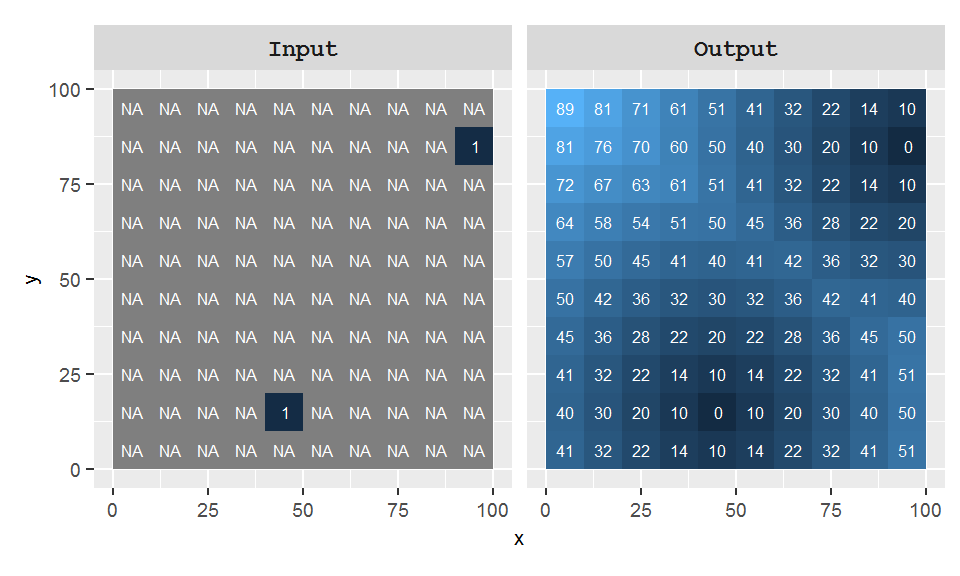 Input
Output
100
75
50
25
0
y
NA NA NA NA NA NA NA NA NA NA
NA NA NA NA NA NA NA NA NA 1
NA NA NA NA NA NA NA NA NA NA
NA NA NA NA NA NA NA NA NA NA
NA NA NA NA NA NA NA NA NA NA
NA NA NA NA NA NA NA NA NA NA
NA NA NA NA NA NA NA NA NA NA
NA NA NA NA NA NA NA NA NA NA
NA NA NA NA 1 NA NA NA NA NA
NA NA NA NA NA NA NA NA NA NA
89 81 71 61 51 41 32 22 14 10
81 76 70 60 50 40 30 20 10 0
72 67 63 61 51 41 32 22 14 10
64 58 54 51 50 45 36 28 22 20
57 50 45 41 40 41 42 36 32 30
50 42 36 32 30 32 36 42 41 40
45 36 28 22 20 22 28 36 45 50
41 32 22 14 10 14 22 32 41 51
40 30 20 10 0 10 20 30 40 50
41 32 22 14 10 14 22 32 41 51
0 25 50 75 100
0 25 50 75 100
x